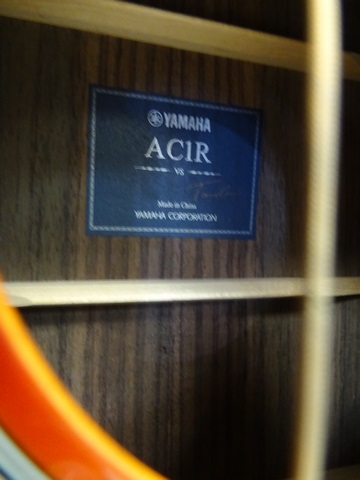 YAMAHA
AC1R
VS
Made in China
YAMAHA CORPORATION